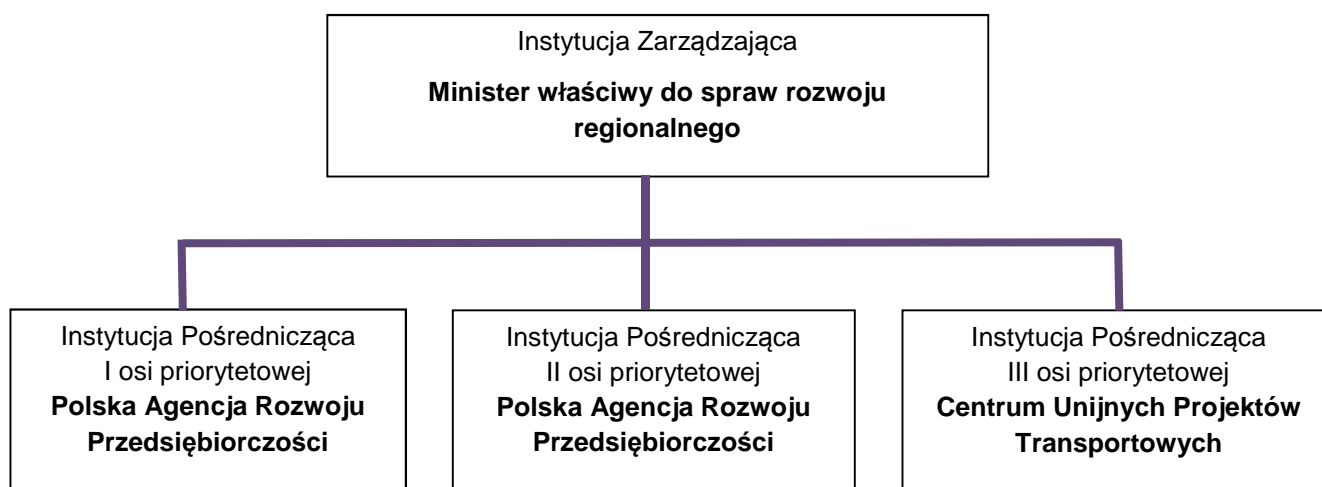 Instytucja Zarządzająca
Minister właściwy do spraw rozwoju
regionalnego
Instytucja Pośrednicząca
I osi priorytetowej
Polska Agencja Rozwoju
Przedsiębiorczości
Instytucja Pośrednicząca
II osi priorytetowej
Polska Agencja Rozwoju
Przedsiębiorczości
Instytucja Pośrednicząca
III osi priorytetowej
Centrum Unijnych Projektów
Transportowych